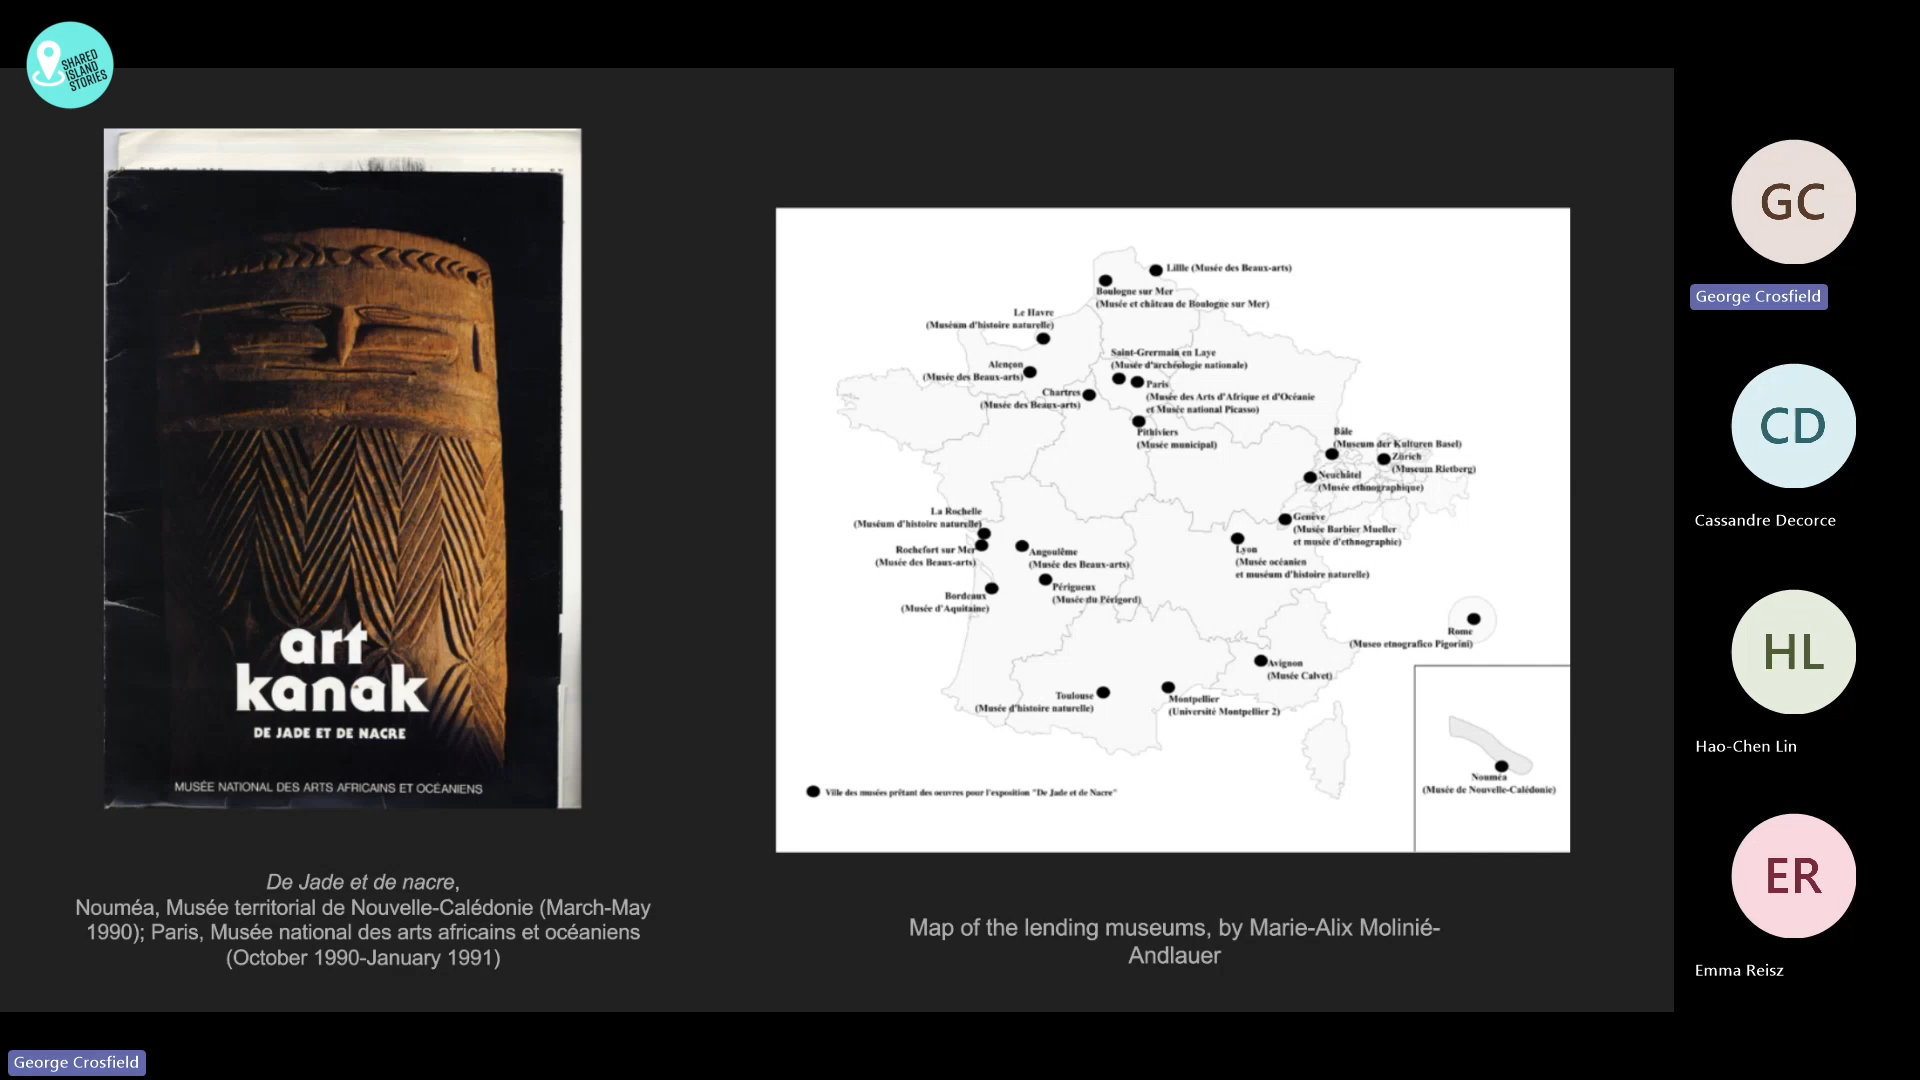 SHARED
ISLAND
STORIES
art
kanak
DE JADE ET DE NACRE
MUSÉE NATIONAL DES ARTS AFRICAINS ET OCÉANIENS
De Jade et de nacre,
Nouméa, Musée territorial de Nouvelle-Calédonie (March-May
1990); Paris, Musée national des arts africains et océaniens
(October 1990-January 1991)
Lillle (Musée des Beaux-arts)
Boulogne sur Mer
(Musée et château de Boulogne sur Mer)
Le Havre
(Muséum d'histoire naturelle)
Alençon
(Musée des Beaux-arts)
Chartres
(Musée des Beaux-arts)
Saint-Grermain en Laye
(Musée d'archéologie nationale)
Paris
(Musée des Arts d'Afrique et d'Océanie
et Musée national Picasso)
Pithiviers
(Musée municipal)
Bâle
(Museum der Kulturen Basel)
Zürich
(Museum Rietberg)
Neuchâtel
(Musée ethnographique)
Genève
(Musée Barbier Mueller
et musée d'ethnographie)
Lyon
(Musée océanien
et muséum d'histoire naturelle)
La Rochelle
(Muséum d'histoire naturelle)
Rochefort sur Mer
(Musée des Beaux-arts)
Angoulême
(Musée des Beaux-arts)
Périgueux
(Musée du Périgord)
Bordeaux
(Musée d'Aquitaine)
Rome
(Museo etnografico Pigorini)
Avignon
(Musée Calvet)
Toulouse
(Musée d'histoire naturelle)
Montpellier
(Université Montpellier 2)
Nouméa
(Musée de Nouvelle-Calédonie)
Ville des musées prêtant des oeuvres pour l'exposition "De Jade et de Nacre"
Map of the lending museums, by Marie-Alix Molinié-
Andlauer
GC
George Crosfield
CD
Cassandre Decorce
HL
Hao-Chen Lin
ER
Emma Reisz
George Crosfield